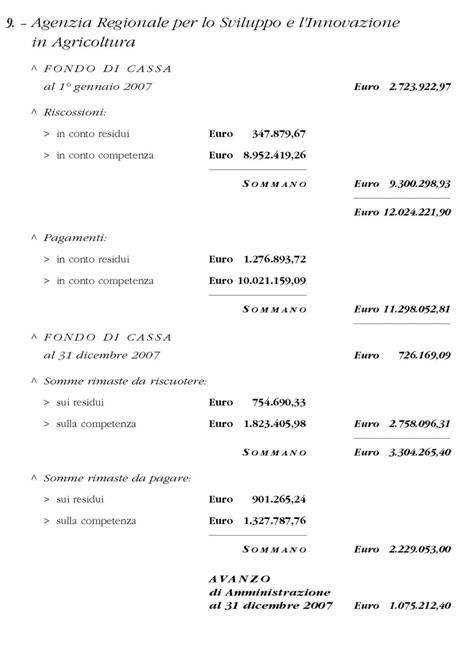 9. – Agenzia Regionale per lo Sviluppo e l'Innovazione
in Agricoltura
^ FONDO DI CASSA
al 1° gennaio 2007 Euro 2.723.922,97
^ Riscossioni:
> in conto residui Euro 347.879,67
> in conto competenza Euro 8.952.419,26
SOMMANO Euro 9.300.298,93
Euro 12.024.221,90
^ Pagamenti:
> in conto residui Euro 1.276.893,72
> in conto competenza Euro 10.021.159,09
SOMMANO Euro 11.298.052,81
^ FONDO DI CASSA
al 31 dicembre 2007 Euro 726.169,09
^ Somme rimaste da riscuotere:
> sui residui Euro 754.690,33
> sulla competenza Euro 1.823.405,98 Euro 2.758.096,31
SOMMANO Euro 3.304.265,40
^ Somme rimaste da pagare:
> sui residui Euro 901.265,24
> sulla competenza Euro 1.327.787,76
SOMMANO Euro 2.229.053,00
AVANZO
di Amministrazione
al 31 dicembre 2007 Euro 1.075.212,40